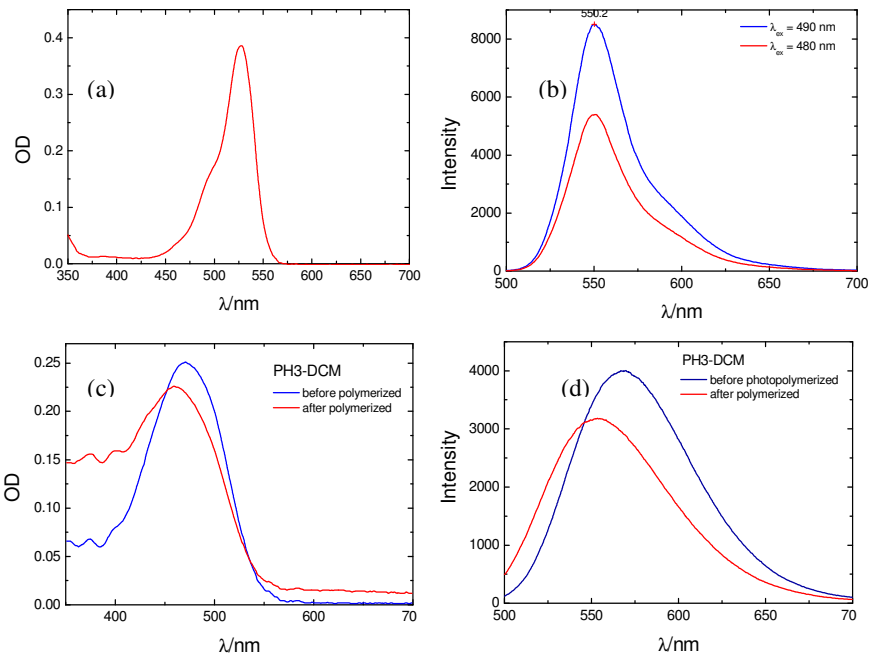 0.4
0.3
0.2
0.1
0.0
OD
(a)
350 400 450 500 550 600 650 700
λ/nm
550.2
8000
6000
4000
2000
0
Intensity
(b)
λex = 490 nm
λex = 480 nm
500 550 600 650 700
λ/nm
0.25
0.20
0.15
0.10
0.05
0.00
OD
(c)
PH3-DCM
before polymerized
after polymerized
400 500 600 70
λ/nm
4000
3000
2000
1000
0
Intensity
(d)
PH3-DCM
before photopolymerized
after polymerized
500 550 600 650 70
λ/nm